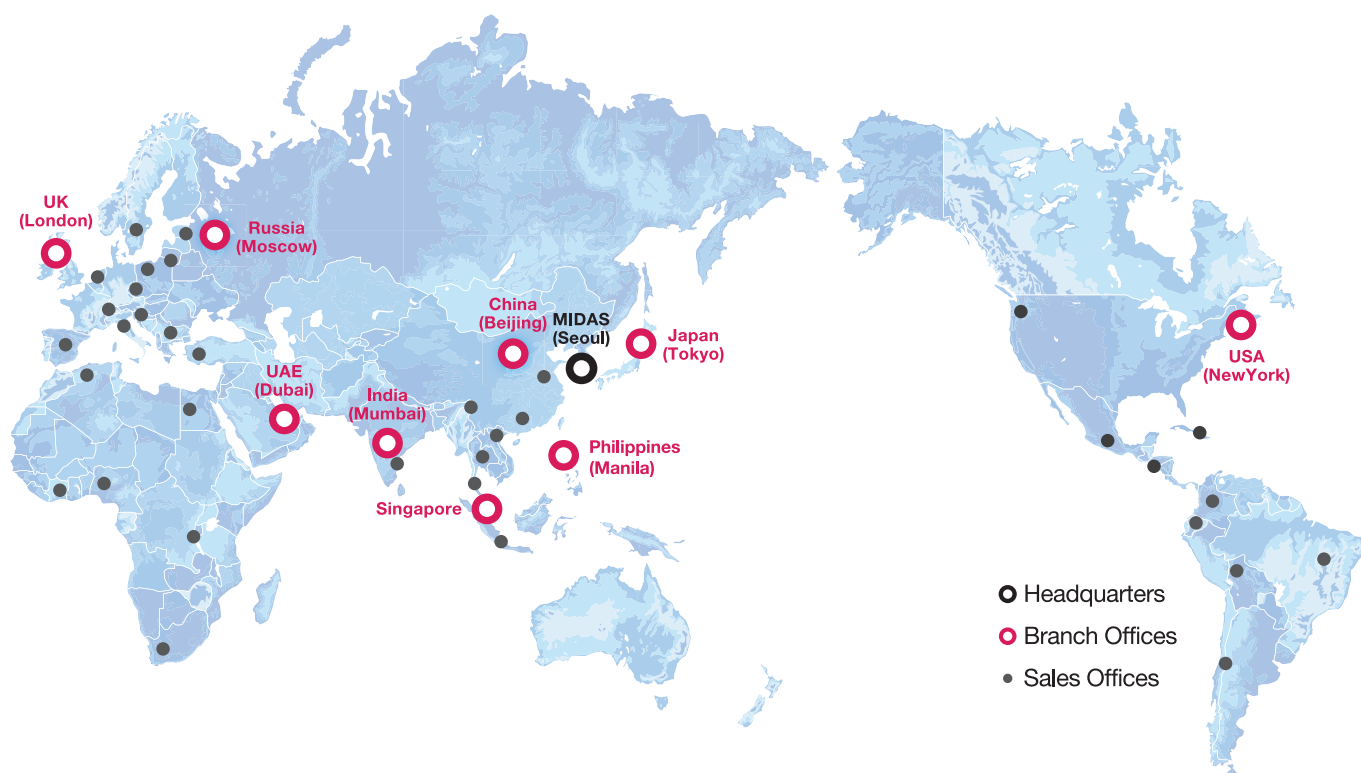 UK
(London)
Russia
(Moscow)
China
(Beijing)
MIDAS
(Seoul)
Japan
(Tokyo)
USA
(NewYork)
UAE
(Dubai)
India
(Mumbai)
Philippines
(Manila)
Singapore
Headquarters
Branch Offices
Sales Offices